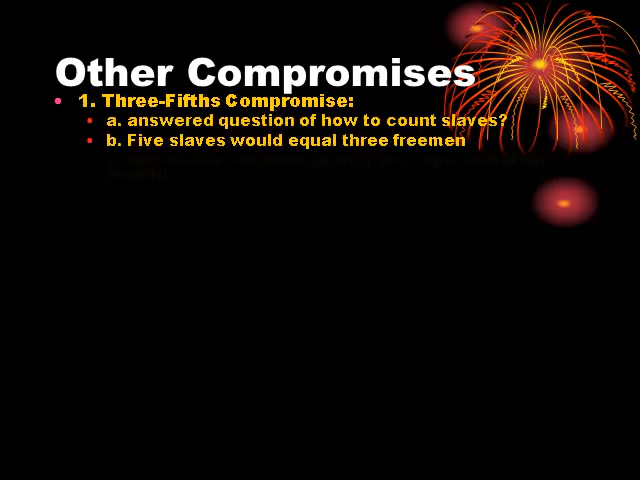 Other Compromises
• 1. Three-Fifths Compromise:
• a. answered question of how to count slaves?
• b. Five slaves would equal three freemen